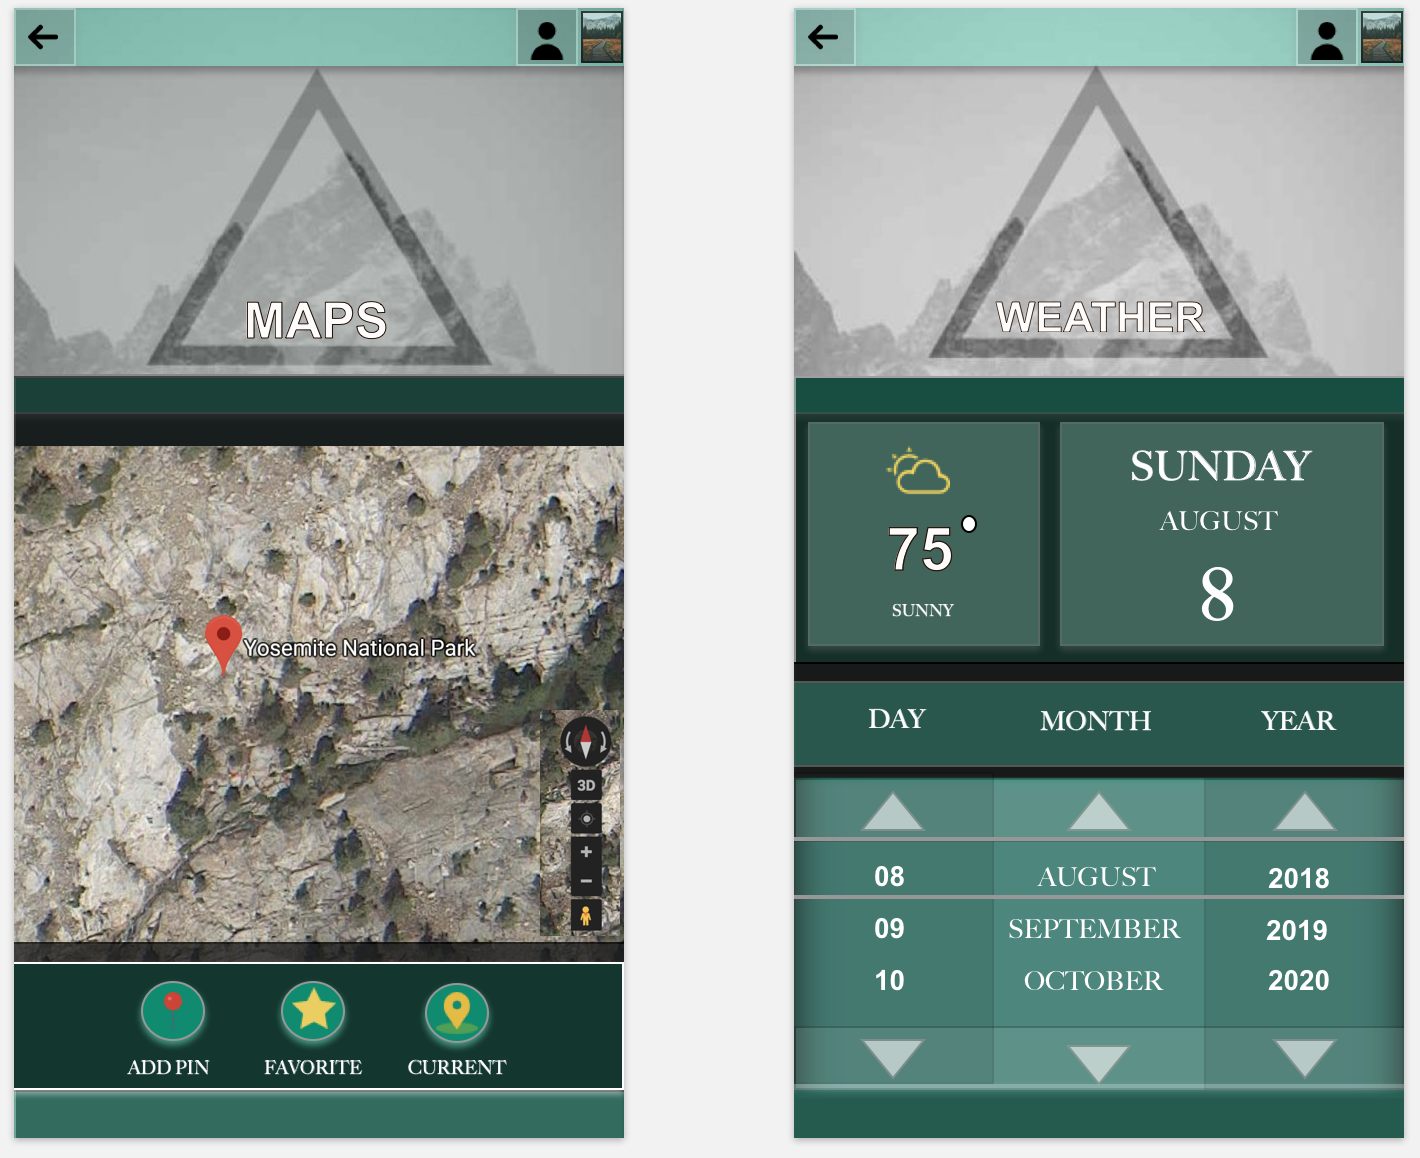 MAPS
Yosemite National Park
3D
+
−
ADD PIN
FAVORITE
CURRENT
WEATHER
75°
SUNNY
SUNDAY
AUGUST
8
DAY MONTH YEAR
08 AUGUST 2018
09 SEPTEMBER 2019
10 OCTOBER 2020